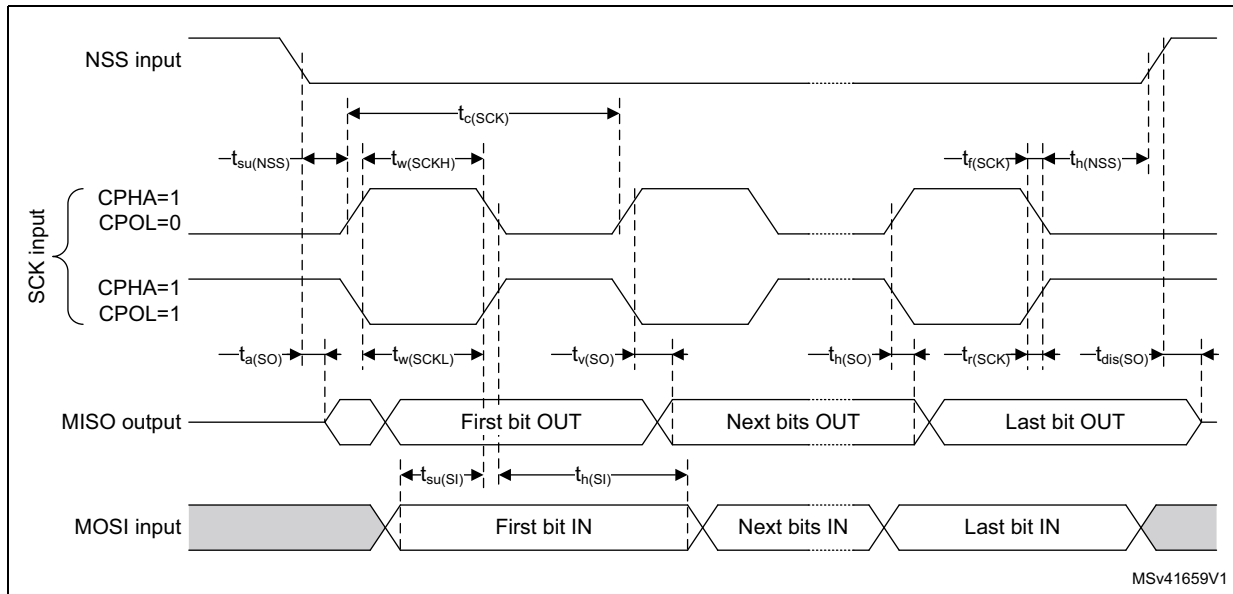 NSS input
tc(SCK)
tsu(NSS)
tw(SCKH)
tf(SCK)
th(NSS)
SCK input
CPHA=1
CPOL=0
CPHA=1
CPOL=1
ta(SO)
tw(SCKL)
tv(SO)
th(SO)
tr(SCK)
tdis(SO)
MISO output
First bit OUT
Next bits OUT
Last bit OUT
tsu(SI)
th(SI)
MOSI input
First bit IN
Next bits IN
Last bit IN
MSv41659V1